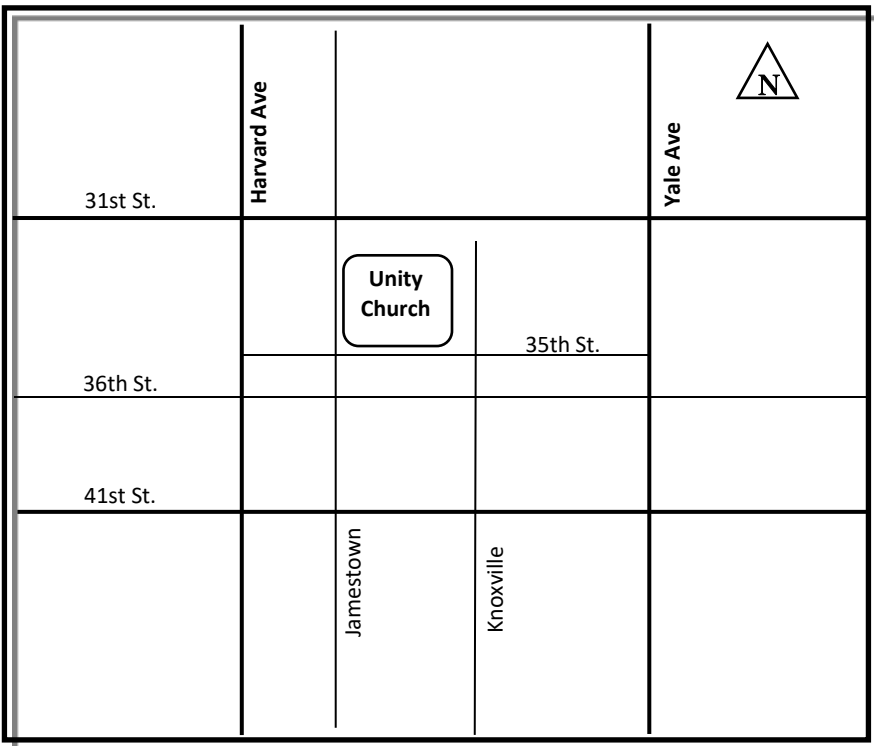 Harvard Ave
Yale Ave
N
31st St.
Unity
Church
35th St.
36th St.
41st St.
Jamestown
Knoxville